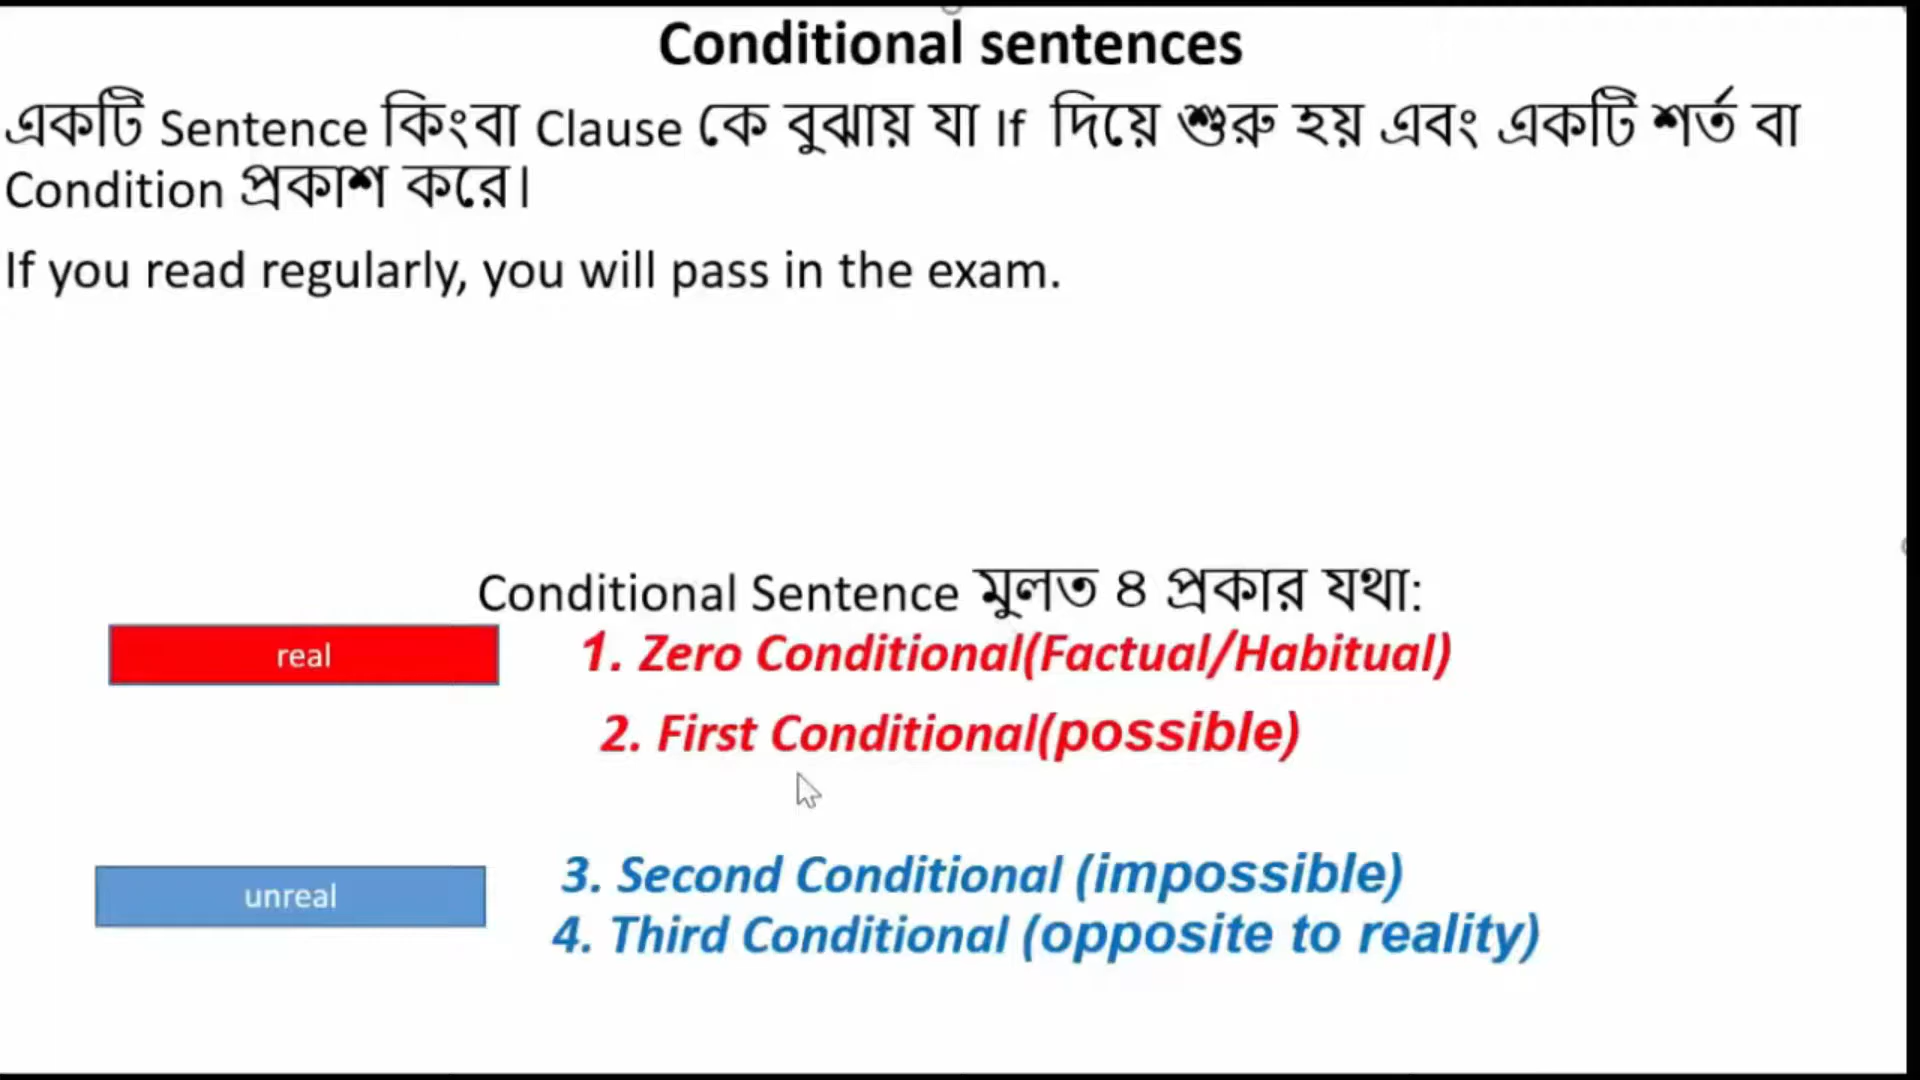 Conditional sentences
একটি Sentence কিংবা Clause কে বুঝায় যা If দিয়ে শুরু হয় এবং একটি শর্ত বা
Condition প্রকাশ করে।
If you read regularly, you will pass in the exam.
Conditional Sentence মুলত ৪ প্রকার যথা:
real
1. Zero Conditional(Factual/Habitual)
2. First Conditional(possible)
3. Second Conditional (impossible)
unreal
4. Third Conditional (opposite to reality)